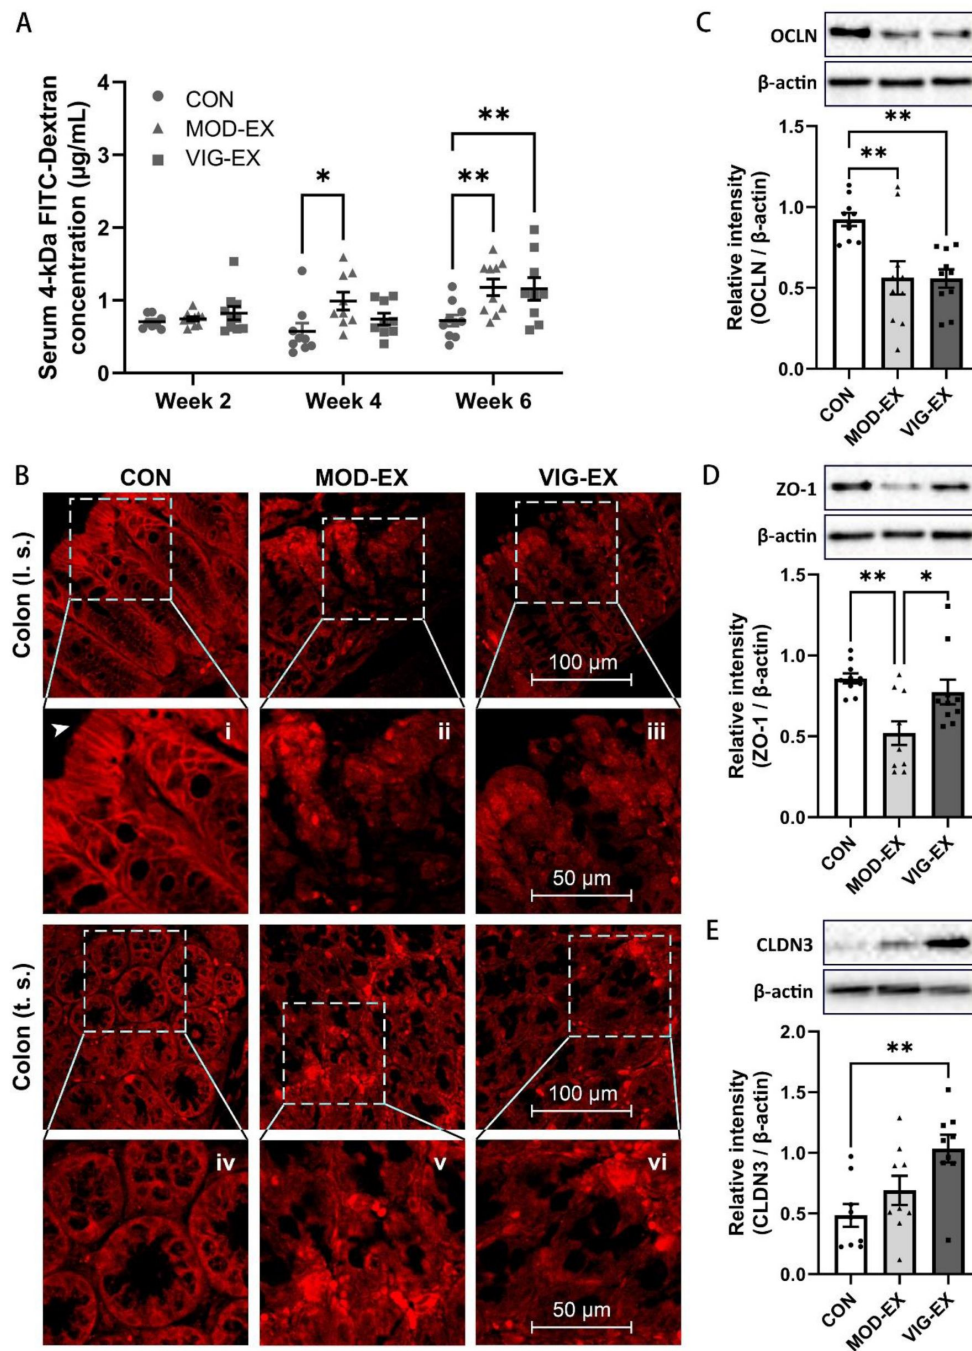 A
Serum 4-kDa FITC-Dextran
concentration (µg/mL)
4
3
2
1
0
CON
MOD-EX
VIG-EX
*
**
**
Week 2
Week 4
Week 6
B
CON
MOD-EX
VIG-EX
Colon (l. s.)
100 µm
i
ii
iii
50 µm
Colon (t. s.)
100 µm
iv
v
vi
50 µm
C
OCLN
β-actin
Relative intensity
(OCLN / β-actin)
1.5
1.0
0.5
0.0
**
**
CON
MOD-EX
VIG-EX
D
ZO-1
β-actin
Relative intensity
(ZO-1 / β-actin)
1.5
1.0
0.5
0.0
**
*
CON
MOD-EX
VIG-EX
E
CLDN3
β-actin
Relative intensity
(CLDN3 / β-actin)
2.0
1.5
1.0
0.5
0.0
**
CON
MOD-EX
VIG-EX